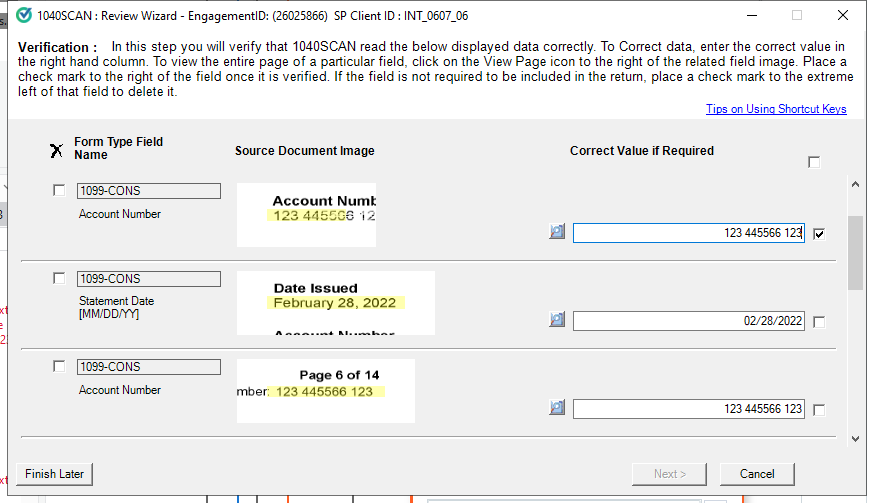 1040SCAN : Review Wizard - EngagementID: (26025866) SP Client ID : INT_0607_06
Verification : In this step you will verify that 1040SCAN read the below displayed data correctly. To Correct data, enter the correct value in
the right hand column. To view the entire page of a particular field, click on the View Page icon to the right of the related field image. Place a
check mark to the right of the field once it is verified. If the field is not required to be included in the return, place a check mark to the extreme
left of that field to delete it.
Tips on Using Shortcut Keys
X Form Type Field
Name
Source Document Image
Correct Value if Required
1099-CONS
Account Number
Account Numb
123 445566 12
123 445566 123
1099-CONS
Statement Date
[MM/DD/YY]
Date Issued
February 28, 2022
Account Number
02/28/2022
1099-CONS
Account Number
Page 6 of 14
mber: 123 445566 123
123 445566 123
Finish Later
Next >
Cancel